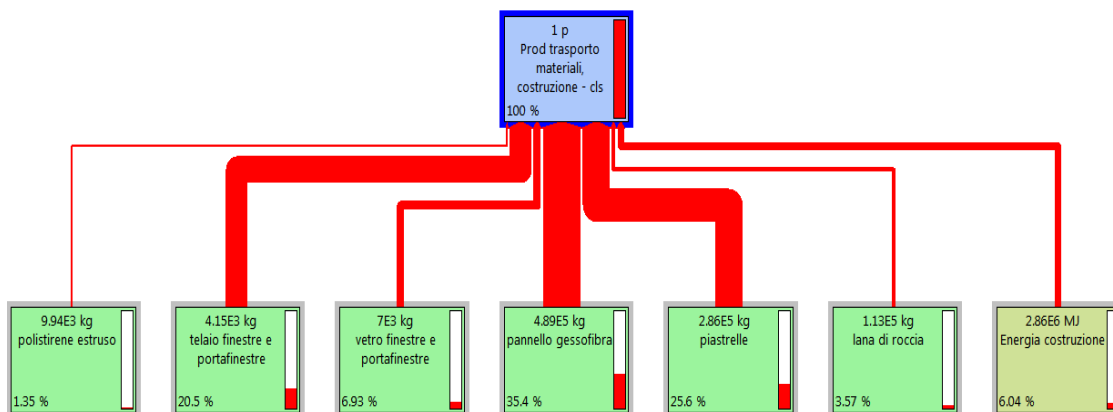 1 p
Prod trasporto
materiali,
costruzione - cls
100 %
9.94E3 kg
polistirene estruso
1.35 %
4.15E3 kg
telaio finestre e
portafinestre
20.5 %
7E3 kg
vetro finestre e
portafinestre
6.93 %
4.89E5 kg
pannello gessofibra
35.4 %
2.86E5 kg
piastrelle
25.6 %
1.13E5 kg
lana di roccia
3.57 %
2.86E6 MJ
Energia costruzione
6.04 %